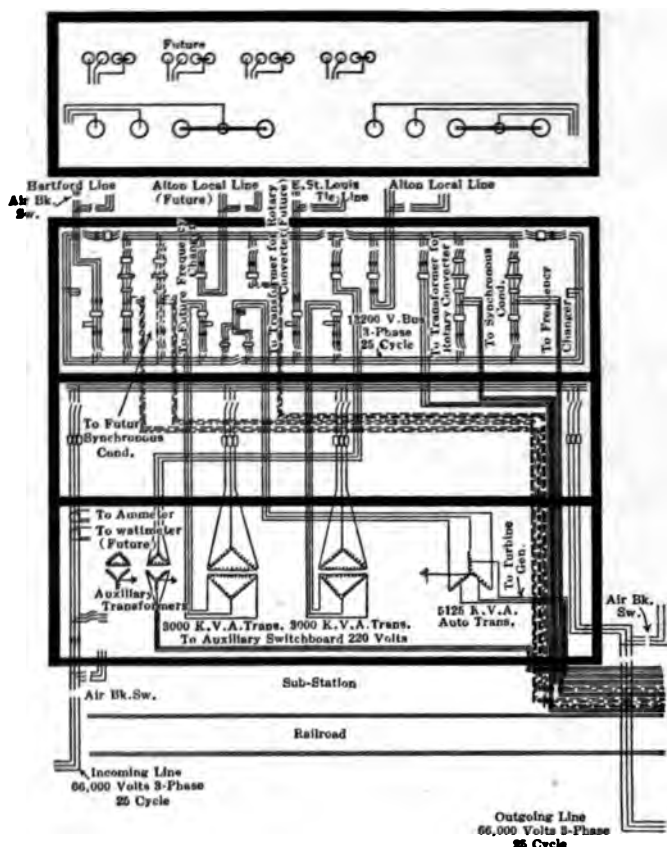 Future
Hartford Line
Air Bk.
Sw.
Alton Local Line
(Future)
E. St. Louis
Tie Line
Alton Local Line
To Future Frequency
Changer
To Transformer for Rotary
Converter (Future)
13200 V. Bus
3-Phase
25 Cycle
To Transformer for
Rotary Converter
To Synchronous
Cond.
To Frequency
Changer
To Futur
Synchronous
Cond.
To Ammeter
To wattmeter
(Future)
Auxiliary
Transformers
3000 K.V.A. Trans.
3000 K.V.A. Trans.
To Auxiliary Switchboard 220 Volts
To Turbine
Gen.
5125 K.V.A.
Auto Trans.
Air Bk.
Sw.
Air Bk. Sw.
Sub-Station
Railroad
Incoming Line
66,000 Volts 3-Phase
25 Cycle
Outgoing Line
66,000 Volts 3-Phase
25 Cycle